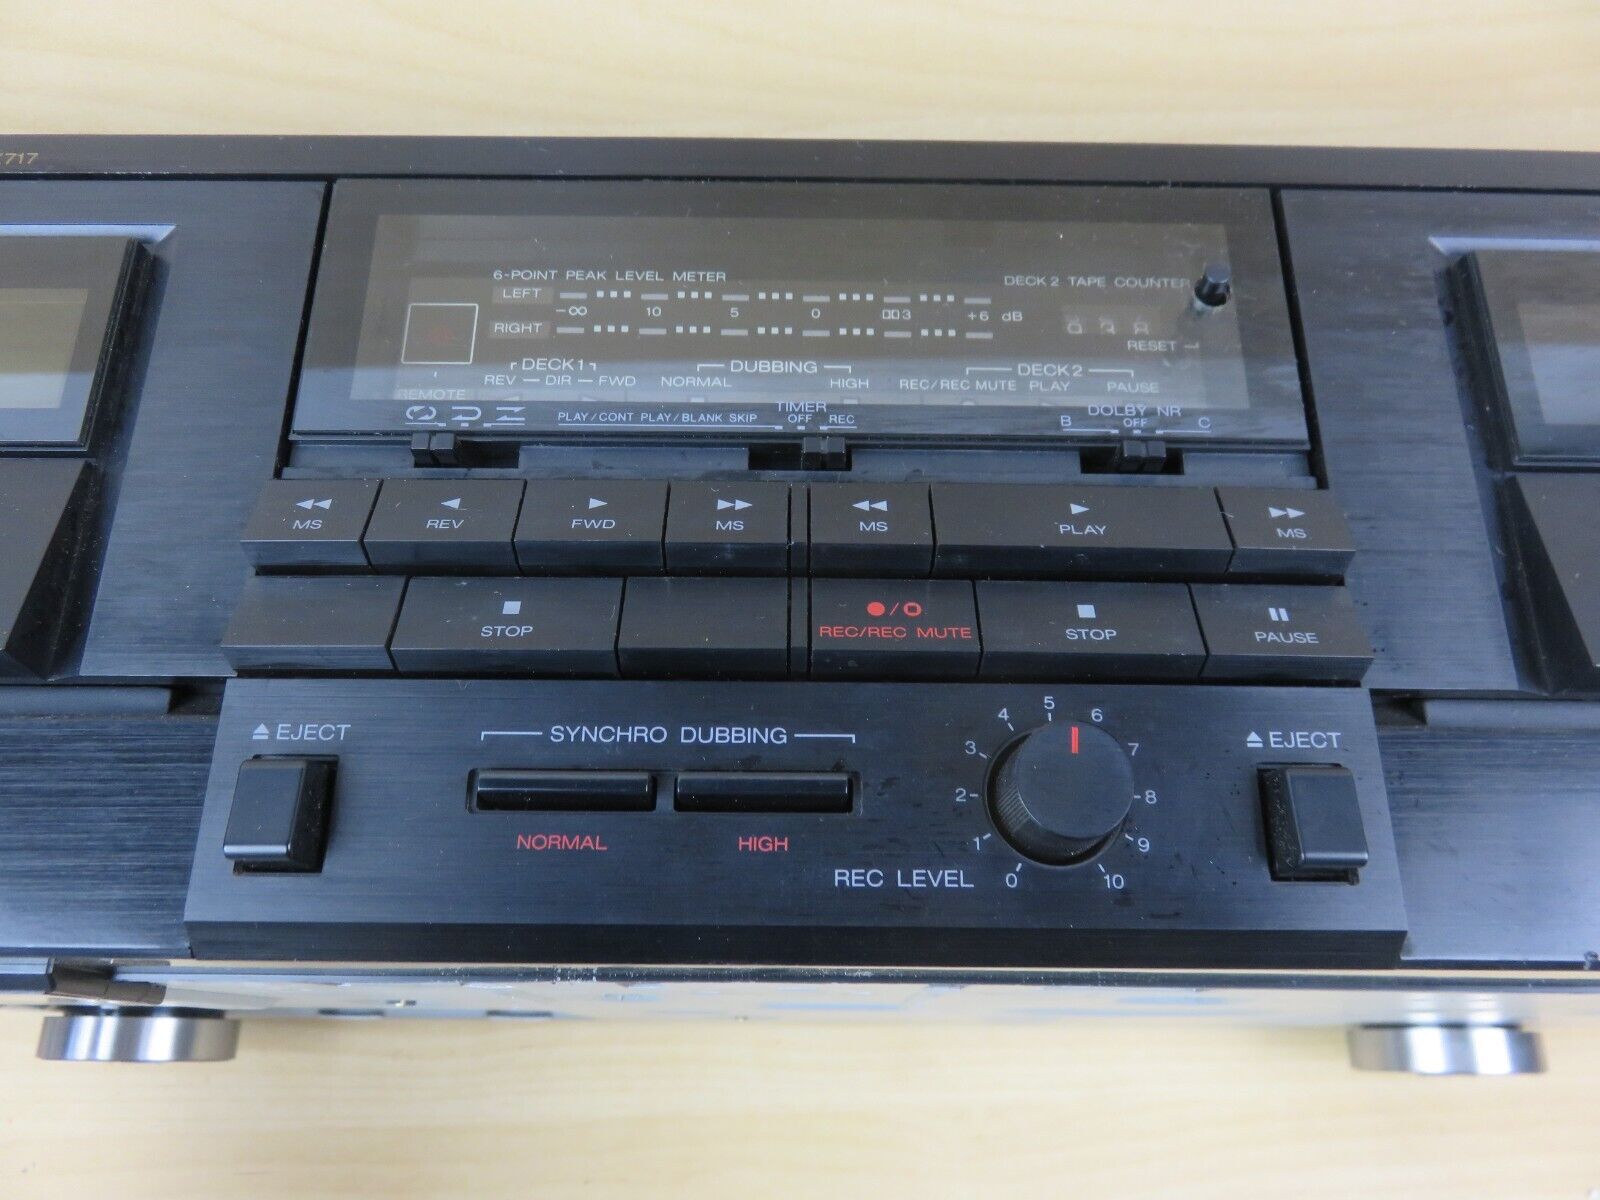 717
6-POINT PEAK LEVEL METER
DECK 2 TAPE COUNTER
LEFT
-∞ 10 5 0 3 +6 dB
RIGHT
RESET
DECK1 DUBBING DECK2
REV DIR FWD NORMAL HIGH REC/REC MUTE PLAY PAUSE
REMOTE
TIMER DOLBY NR
PLAY/CONT PLAY/BLANK SKIP OFF REC B OFF C
MS REV FWD MS MS PLAY MS
STOP REC/REC MUTE STOP PAUSE
EJECT SYNCHRO DUBBING EJECT
NORMAL HIGH
REC LEVEL
0 1 2 3 4 5 6 7 8 9 10